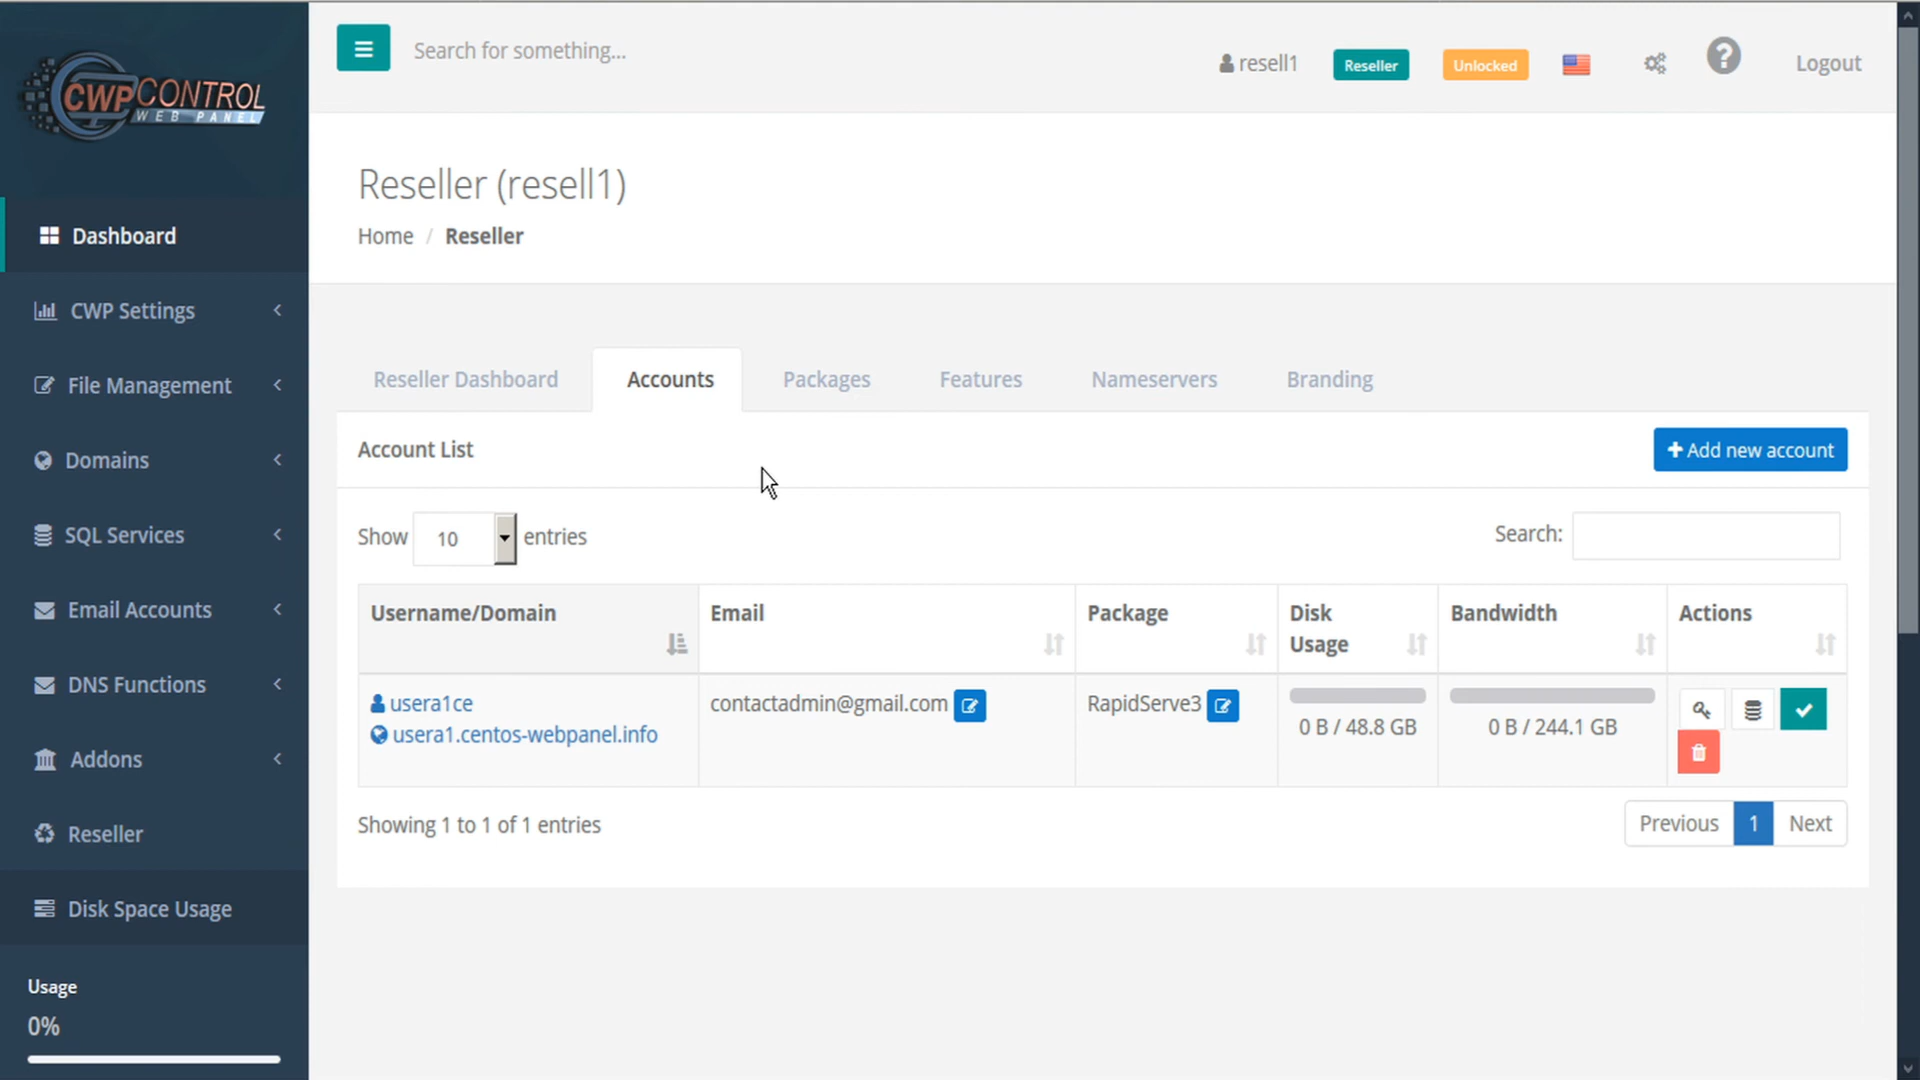 CWP CONTROL
WEB PANEL
Search for something...
resell1
Reseller
Unlocked
Logout
Reseller (resell1)
Home / Reseller
Dashboard
CWP Settings
File Management
Domains
SQL Services
Email Accounts
DNS Functions
Addons
Reseller
Disk Space Usage
Usage
0%
Reseller Dashboard
Accounts
Packages
Features
Nameservers
Branding
Account List
+ Add new account
Show 10 entries
Search:
Username/Domain
Email
Package
Disk
Usage
Bandwidth
Actions
usera1ce
usera1.centos-webpanel.info
contactadmin@gmail.com
RapidServe3
0 B / 48.8 GB
0 B / 244.1 GB
Showing 1 to 1 of 1 entries
Previous 1 Next